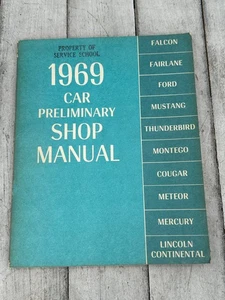 PROPERTY OF
SERVICE SCHOOL
1969
CAR
PRELIMINARY
SHOP
MANUAL
FALCON
FAIRLANE
FORD
MUSTANG
THUNDERBIRD
MONTEGO
COUGAR
METEOR
MERCURY
LINCOLN
CONTINENTAL